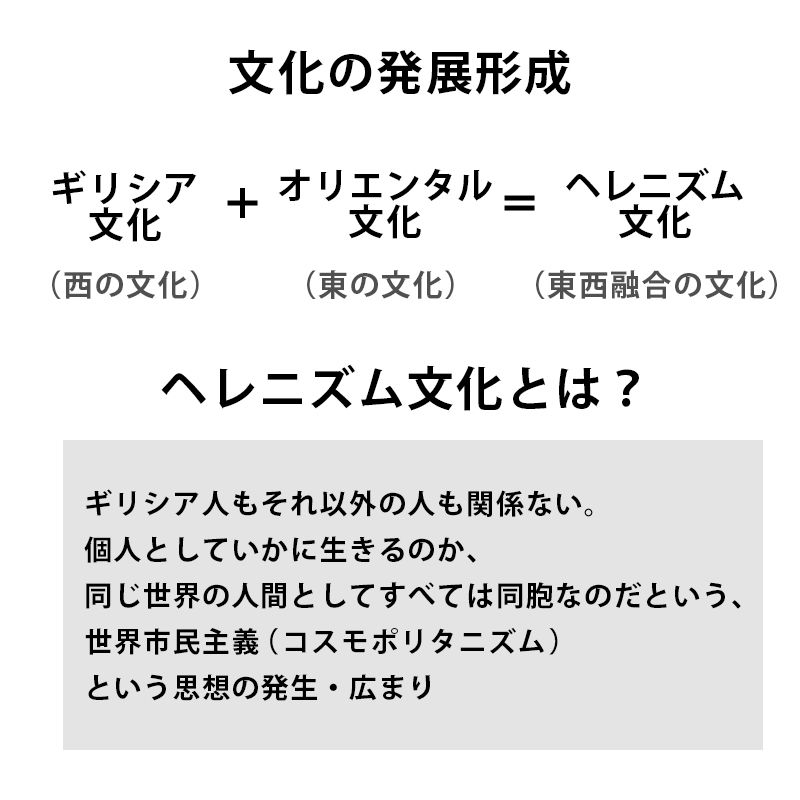 文化の発展形成
ギリシア
文化
+
オリエンタル
文化
=
ヘレニズム
文化
（西の文化）
（東の文化）
（東西融合の文化）
ヘレニズム文化とは？
ギリシア人もそれ以外の人も関係ない。
個人としていかに生きるのか、
同じ世界の人間としてすべては同胞なのだという、
世界市民主義（コスモポリタニズム）
という思想の発生・広まり